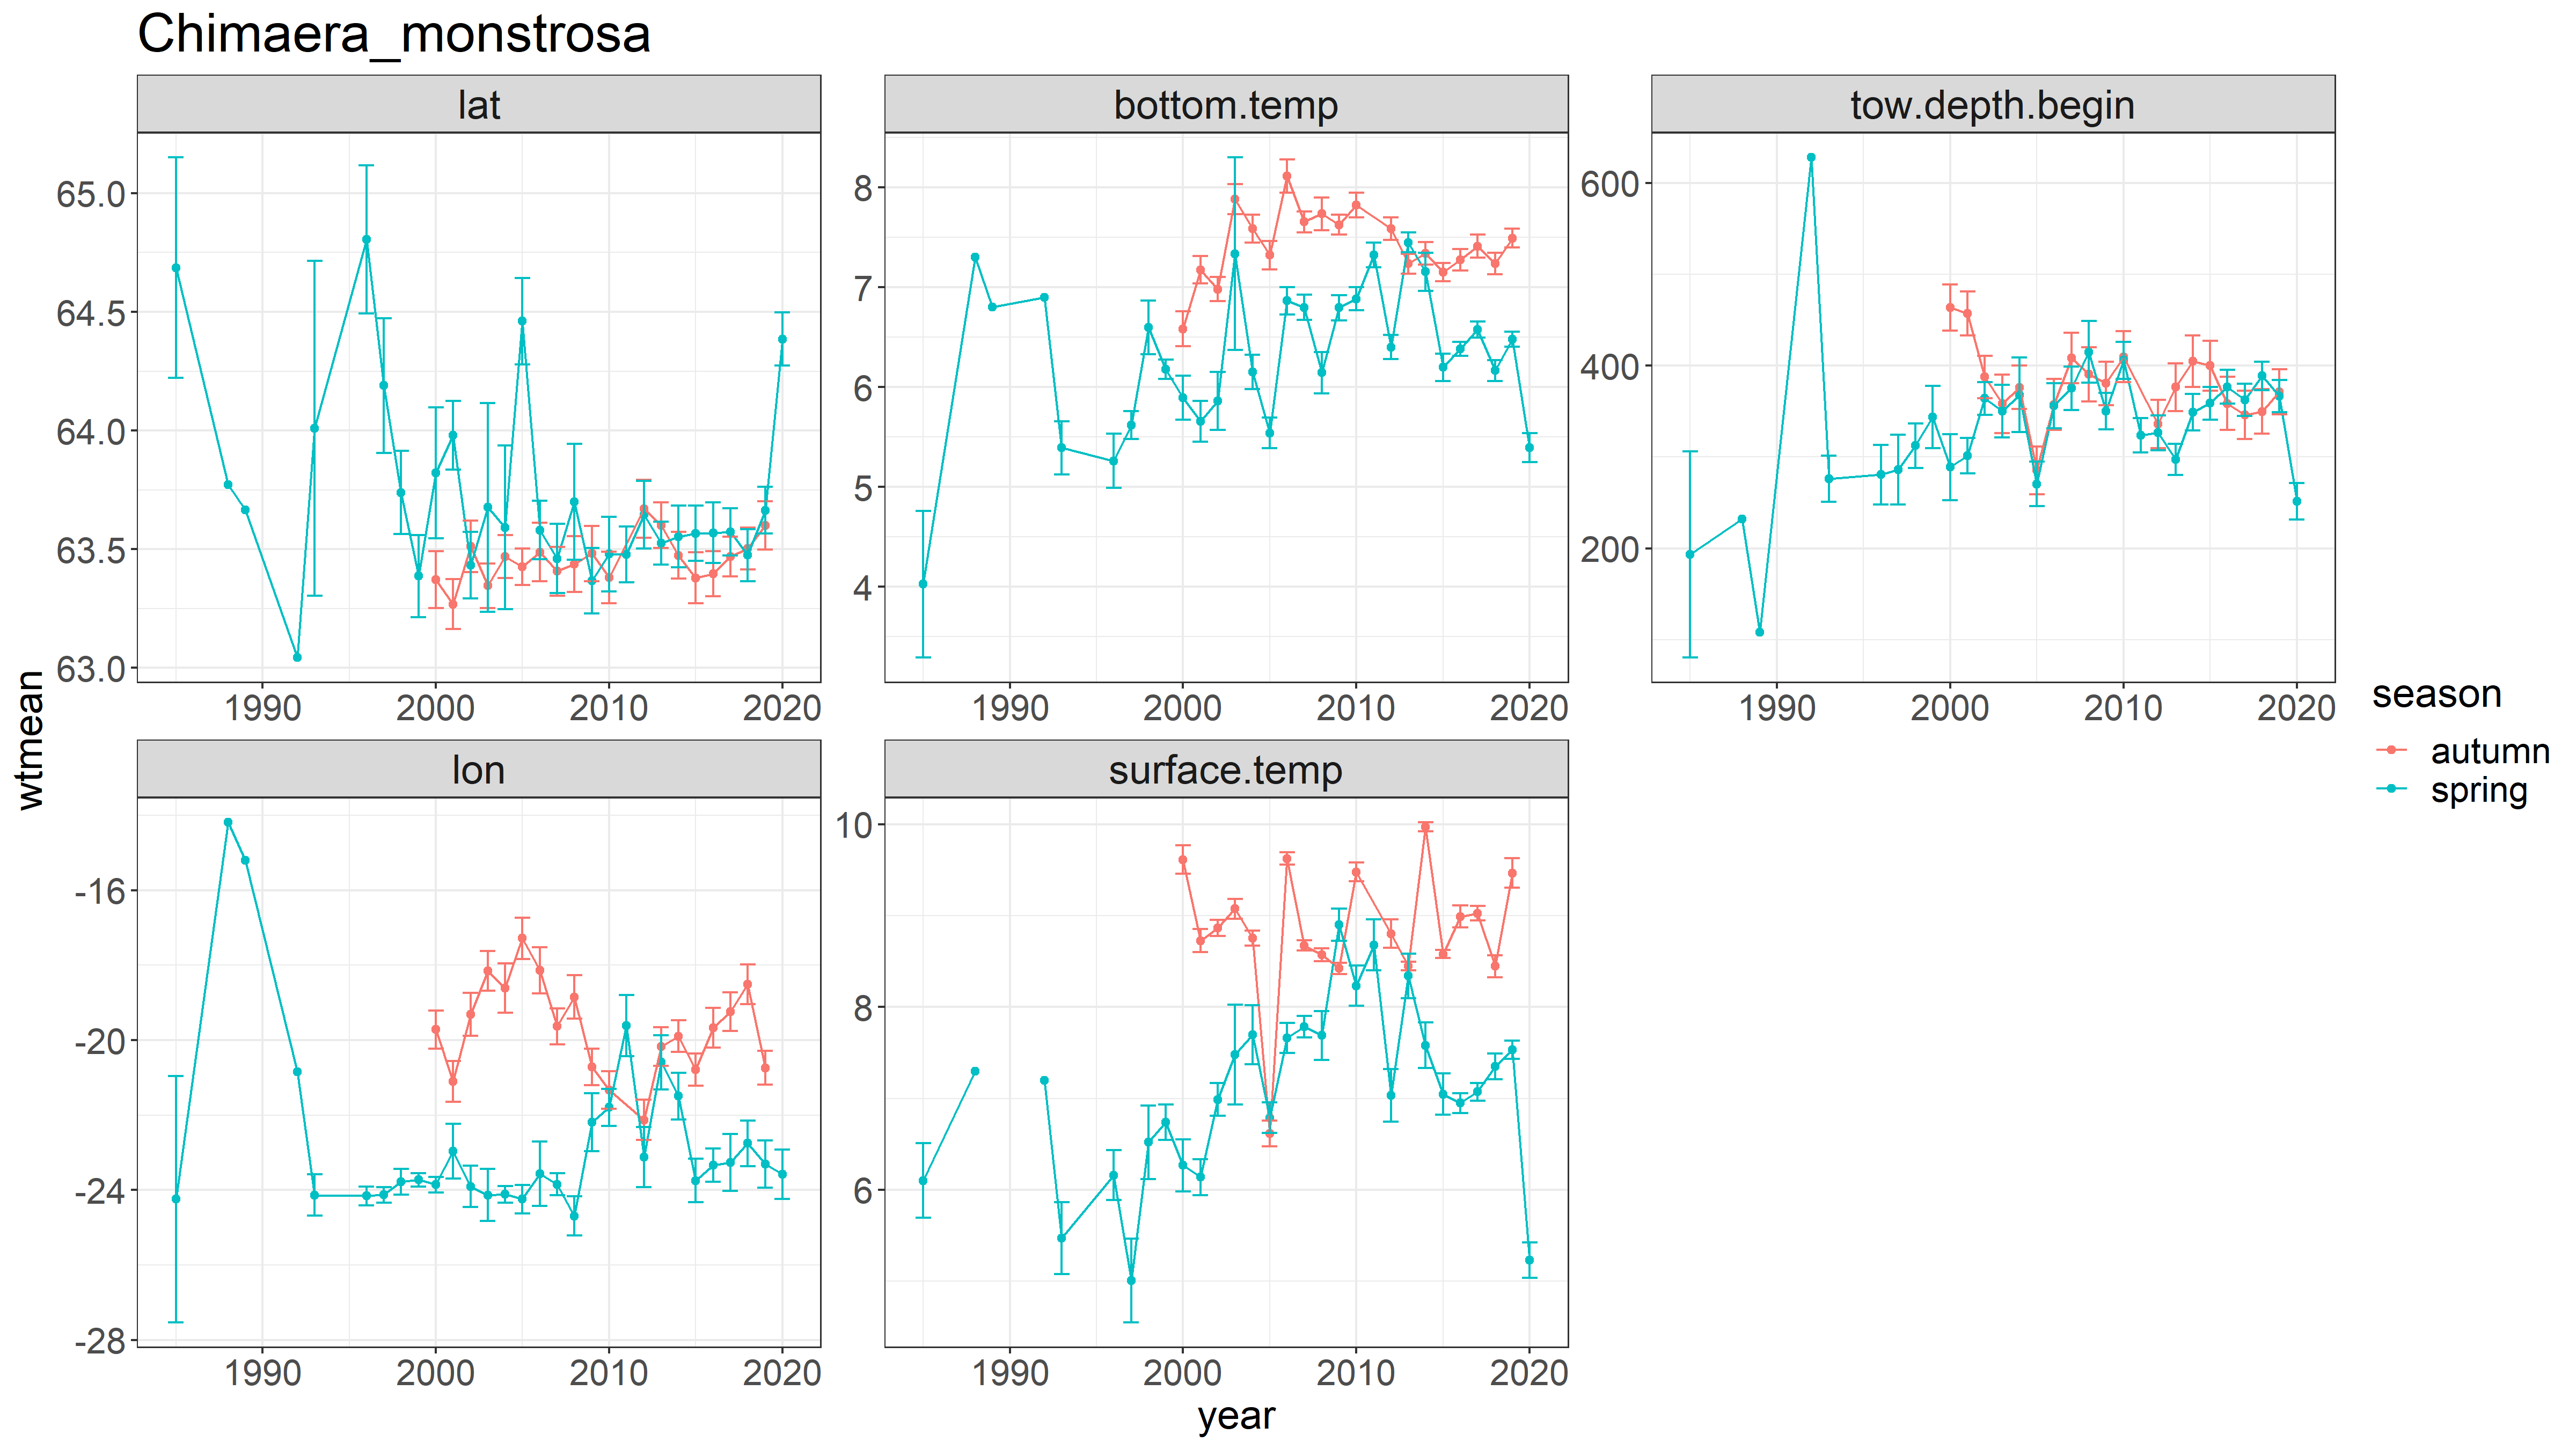 Chimaera_monstrosa
lat
bottom.temp
tow.depth.begin
65.0
64.5
64.0
63.5
63.0
8
7
6
5
4
600
400
200
1990 2000 2010 2020
1990 2000 2010 2020
1990 2000 2010 2020
lon
surface.temp
-16
-20
-24
-28
10
8
6
1990 2000 2010 2020
1990 2000 2010 2020
wtmean
year
season
autumn
spring